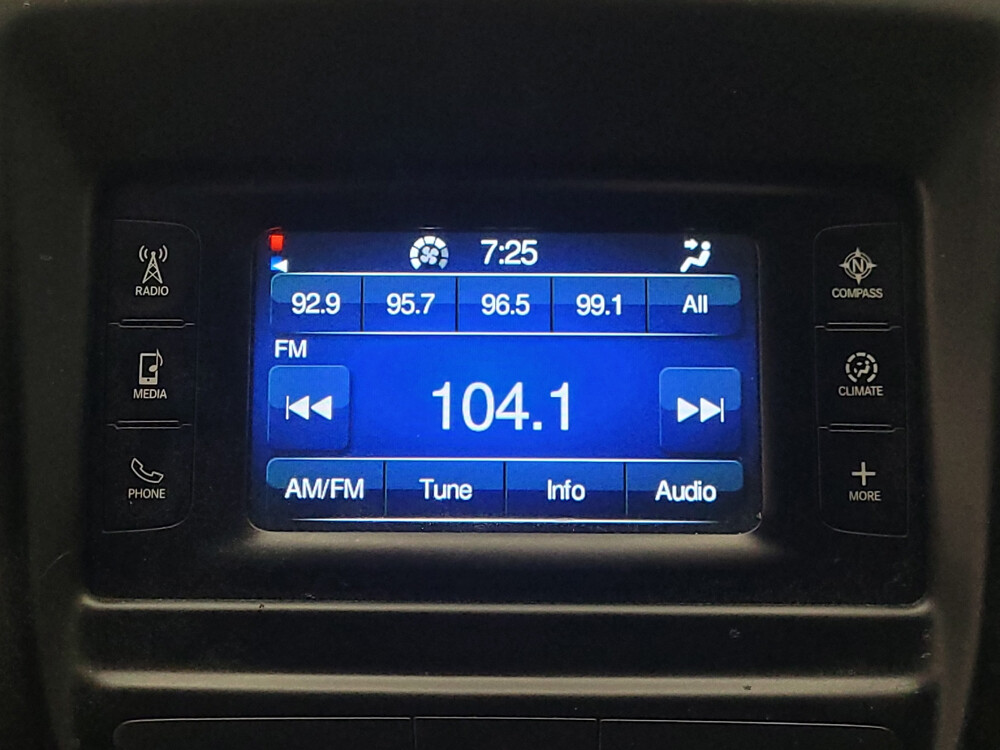 7:25
92.9 95.7 96.5 99.1 All
FM
104.1
AM/FM Tune Info Audio
RADIO
MEDIA
PHONE
N
COMPASS
CLIMATE
MORE